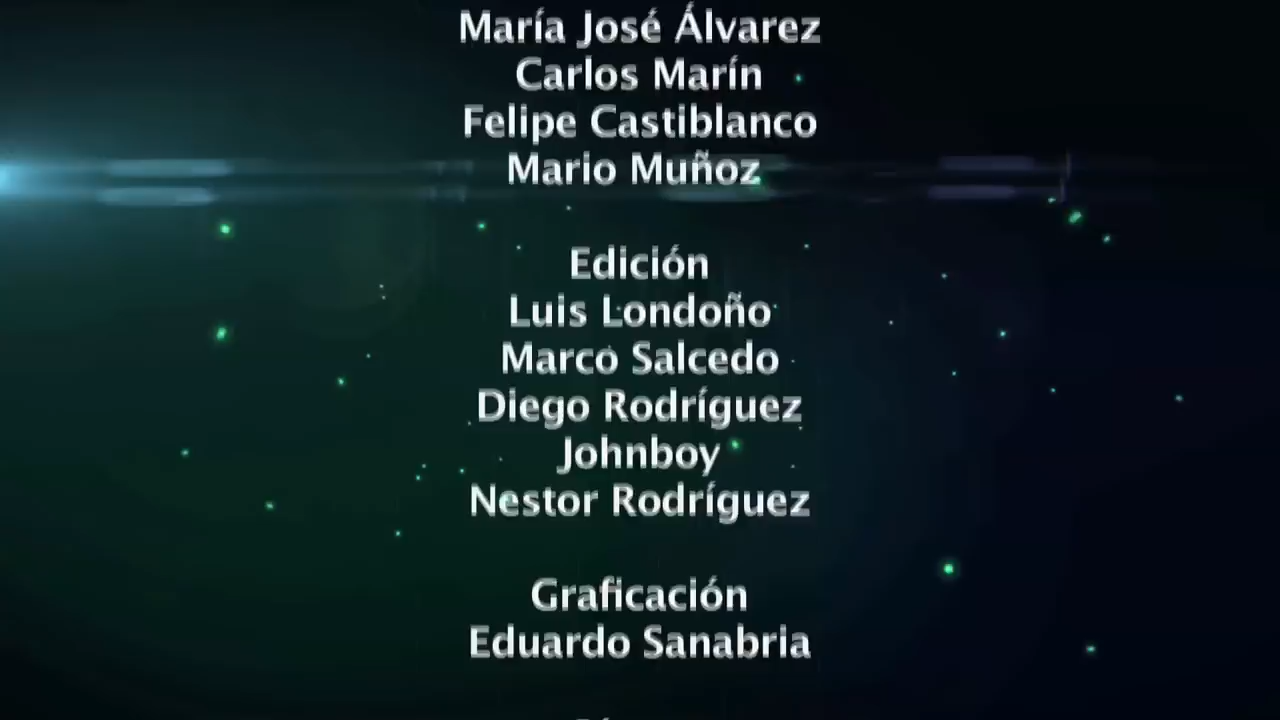 María José Álvarez
Carlos Marín
Felipe Castiblanco
Mario Muñoz
Edición
Luis Londoño
Marco Salcedo
Diego Rodríguez
Johnboy
Nestor Rodríguez
Graficación
Eduardo Sanabria